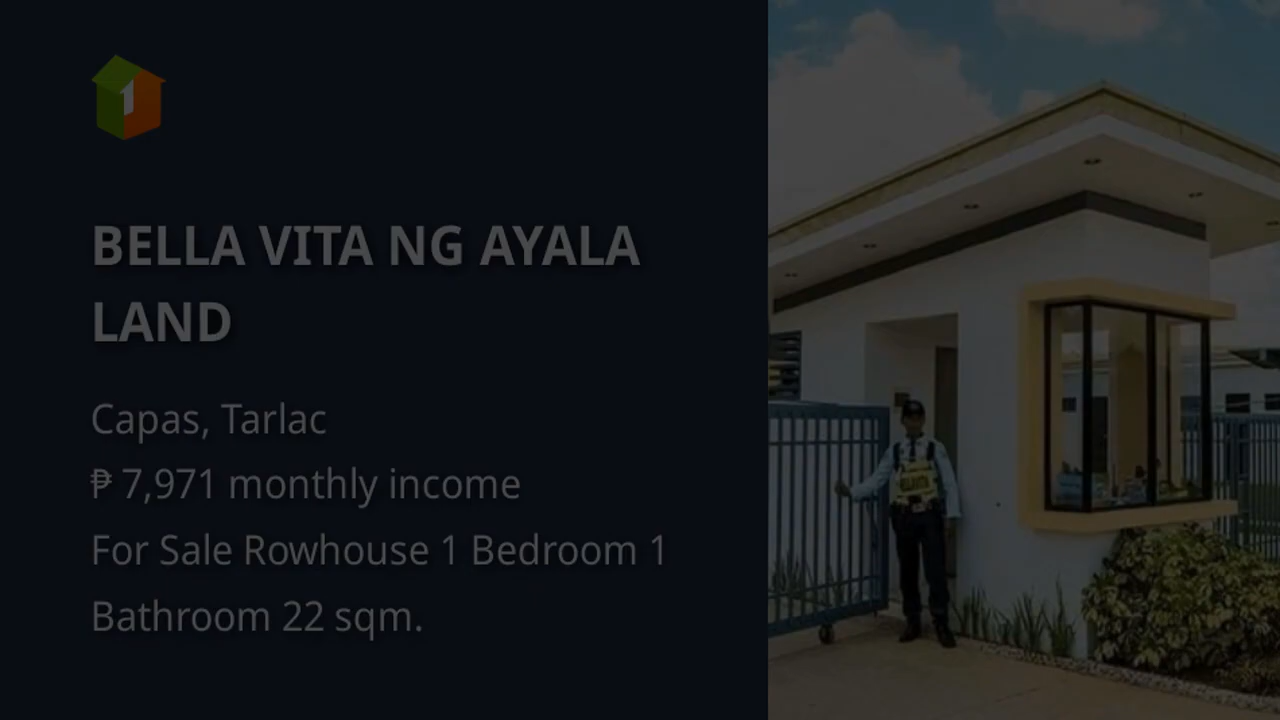 BELLA VITA NG AYALA
LAND
Capas, Tarlac
₱ 7,971 monthly income
For Sale Rowhouse 1 Bedroom 1
Bathroom 22 sqm.